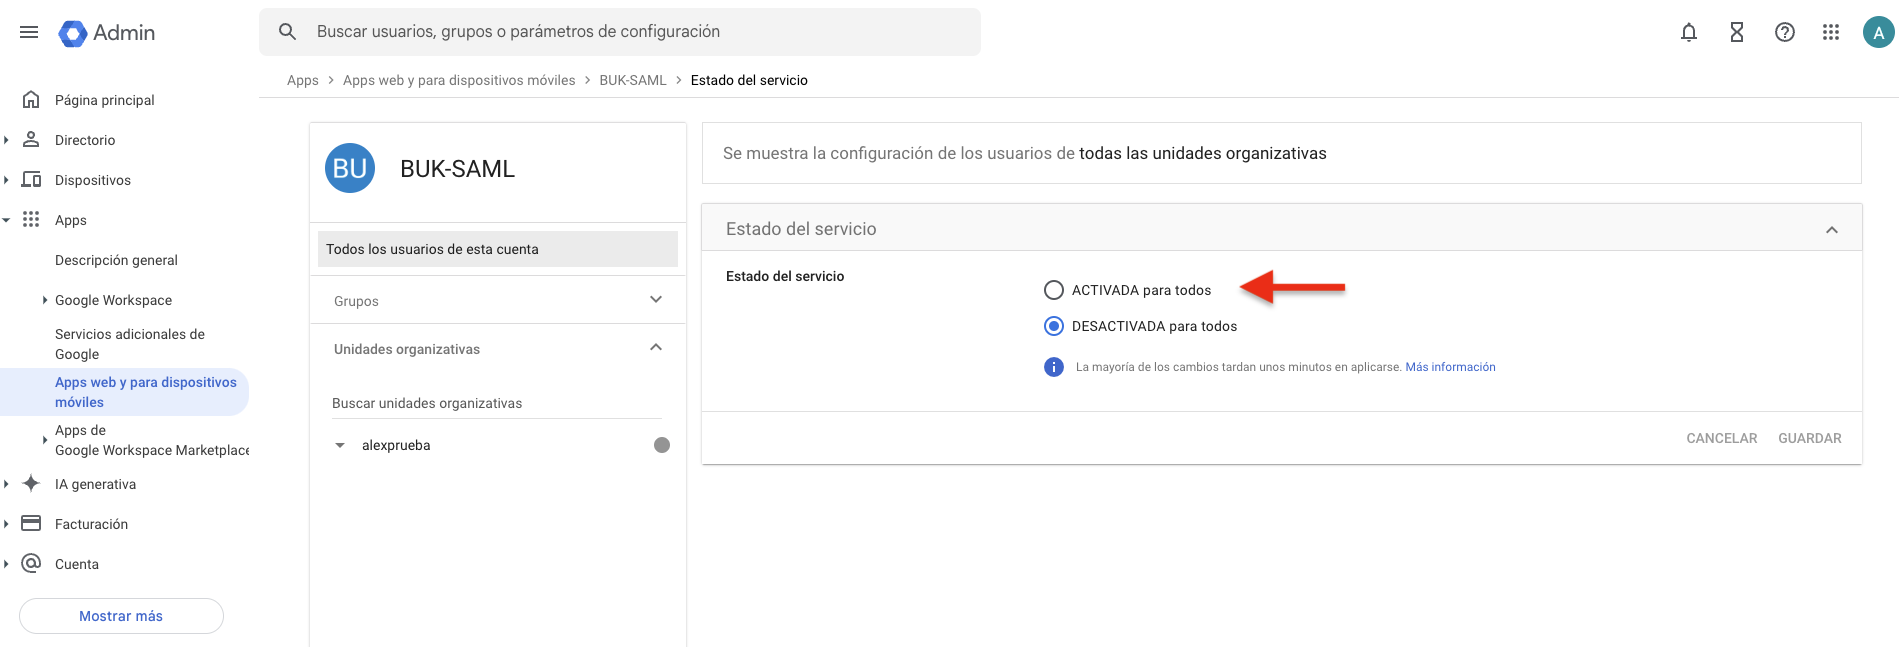 Admin
Buscar usuarios, grupos o parámetros de configuración
A
Apps > Apps web y para dispositivos móviles > BUK-SAML > Estado del servicio
Página principal
Directorio
Dispositivos
Apps
Descripción general
Google Workspace
Servicios adicionales de
Google
Apps web y para dispositivos
móviles
Apps de
Google Workspace Marketplace
IA generativa
Facturación
Cuenta
Mostrar más
BU
BUK-SAML
Todos los usuarios de esta cuenta
Grupos
Unidades organizativas
Buscar unidades organizativas
alexprueba
Se muestra la configuración de los usuarios de todas las unidades organizativas
Estado del servicio
Estado del servicio
ACTIVADA para todos
DESACTIVADA para todos
La mayoría de los cambios tardan unos minutos en aplicarse. Más información
CANCELAR GUARDAR